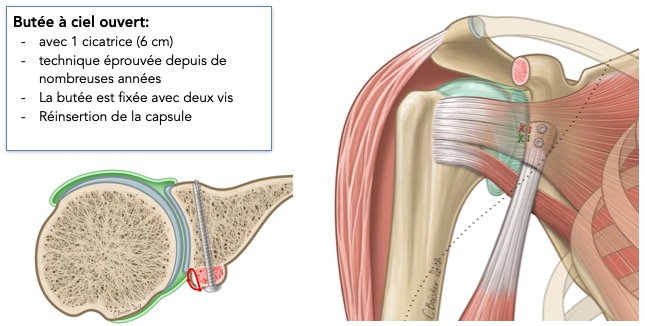 Butée à ciel ouvert:
- avec 1 cicatrice (6 cm)
- technique éprouvée depuis de
nombreuses années
- La butée est fixée avec deux vis
- Réinsertion de la capsule